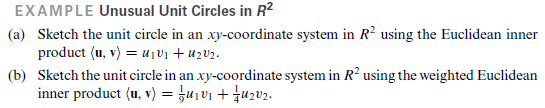 EXAMPLE Unusual Unit Circles in R²
(a) Sketch the unit circle in an xy-coordinate system in R² using the Euclidean inner
product ⟨u, v⟩ = u₁v₁ + u₂v₂.
(b) Sketch the unit circle in an xy-coordinate system in R² using the weighted Euclidean
inner product ⟨u, v⟩ = ⅑u₁v₁ + ¼u₂v₂.